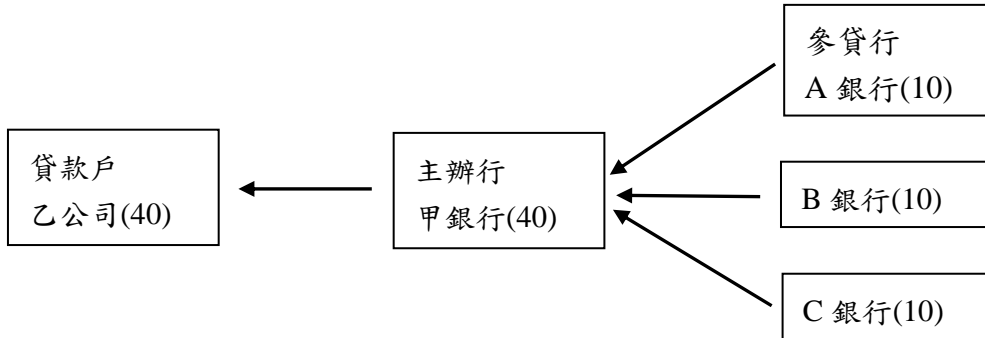 參貸行
A 銀行(10)
貸款戶
乙公司(40)
主辦行
甲銀行(40)
B 銀行(10)
C 銀行(10)